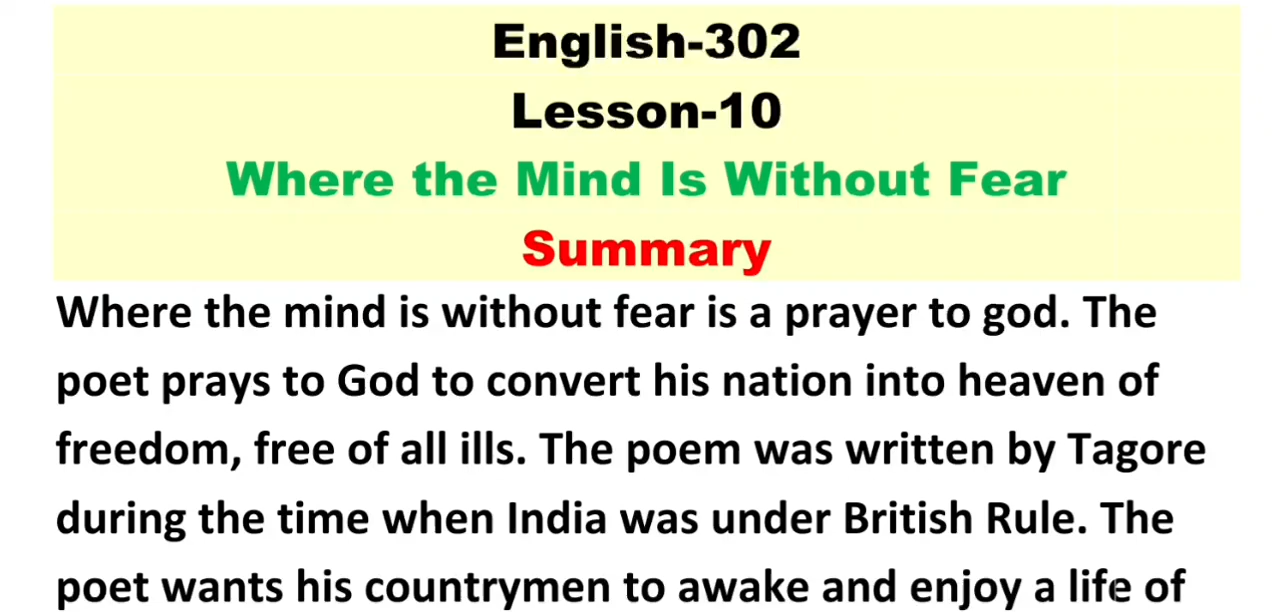 English-302
Lesson-10
Where the Mind Is Without Fear
Summary
Where the mind is without fear is a prayer to god. The
poet prays to God to convert his nation into heaven of
freedom, free of all ills. The poem was written by Tagore
during the time when India was under British Rule. The
poet wants his countrymen to awake and enjoy a life of